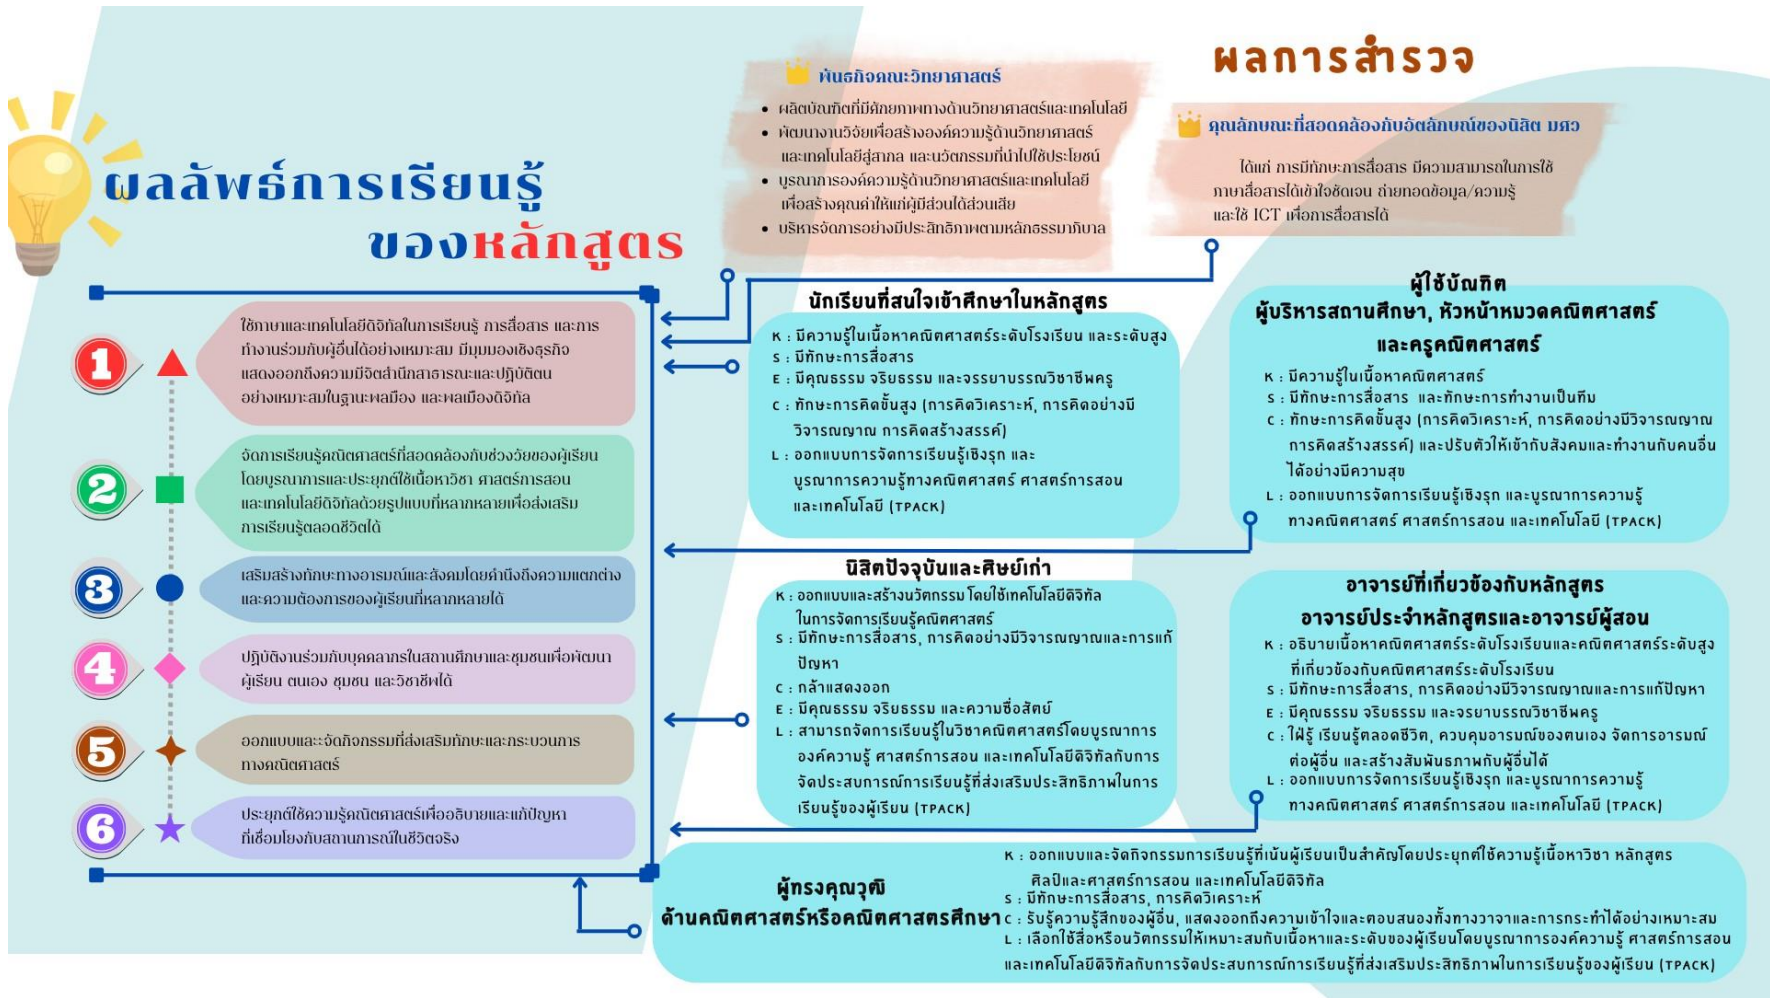 ผลลัพธ์การเรียนรู้
ของหลักสูตร
1
ใช้ภาษาและเทคโนโลยีดิจิทัลในการเรียนรู้ การสื่อสาร และการ
ทำงานร่วมกับผู้อื่นได้อย่างเหมาะสม มีมุมมองเชิงธุรกิจ
แสดงออกถึงความมีจิตสำนึกสาธารณะและปฏิบัติตน
อย่างเหมาะสมในฐานะพลเมือง และพลเมืองดิจิทัล
2
จัดการเรียนรู้คณิตศาสตร์ที่สอดคล้องกับช่วงวัยของผู้เรียน
โดยบูรณาการและประยุกต์ใช้เนื้อหาวิชา ศาสตร์การสอน
และเทคโนโลยีดิจิทัลด้วยรูปแบบที่หลากหลายเพื่อส่งเสริม
การเรียนรู้ตลอดชีวิตได้
3
เสริมสร้างทักษะทางอารมณ์และสังคมโดยคำนึงถึงความแตกต่าง
และความต้องการของผู้เรียนที่หลากหลายได้
4
ปฏิบัติงานร่วมกับบุคคลากรในสถานศึกษาและชุมชนเพื่อพัฒนา
ผู้เรียน ตนเอง ชุมชน และวิชาชีพได้
5
ออกแบบและะจัดกิจกรรมที่ส่งเสริมทักษะและกระบวนการ
ทางคณิตศาสตร์
6
ประยุกต์ใช้ความรู้คณิตศาสตร์เพื่ออธิบายและแก้ปัญหา
ที่เชื่อมโยงกับสถานการณ์ในชีวิตจริง
พันธกิจคณะวิทยาศาสตร์
• ผลิตบัณฑิตที่มีศักยภาพทางด้านวิทยาศาสตร์และเทคโนโลยี
• พัฒนางานวิจัยเพื่อสร้างองค์ความรู้ด้านวิทยาศาสตร์
และเทคโนโลยีสู่สากล และนวัตกรรมที่นำไปใช้ประโยชน์
• บูรณาการองค์ความรู้ด้านวิทยาศาสตร์และเทคโนโลยี
เพื่อสร้างคุณค่าให้แก่ผู้มีส่วนได้ส่วนเสีย
• บริหารจัดการอย่างมีประสิทธิภาพตามหลักธรรมาภิบาล
ผลการสำรวจ
คุณลักษณะที่สอดคล้องกับอัตลักษณ์ของนิสิต มศว
ได้แก่ การมีทักษะการสื่อสาร มีความสามารถในการใช้
ภาษาสื่อสารได้เข้าใจชัดเจน ถ่ายทอดข้อมูล/ความรู้
และใช้ ICT เพื่อการสื่อสารได้
นักเรียนที่สนใจเข้าศึกษาในหลักสูตร
K : มีความรู้ในเนื้อหาคณิตศาสตร์ระดับโรงเรียน และระดับสูง
S : มีทักษะการสื่อสาร
E : มีคุณธรรม จริยธรรม และจรรยาบรรณวิชาชีพครู
C : ทักษะการคิดขั้นสูง (การคิดวิเคราะห์, การคิดอย่างมี
วิจารณญาณ การคิดสร้างสรรค์)
L : ออกแบบการจัดการเรียนรู้เชิงรุก และ
บูรณาการความรู้ทางคณิตศาสตร์ ศาสตร์การสอน
และเทคโนโลยี (TPACK)
ผู้ใช้บัณฑิต
ผู้บริหารสถานศึกษา, หัวหน้าหมวดคณิตศาสตร์
และครูคณิตศาสตร์
K : มีความรู้ในเนื้อหาคณิตศาสตร์
S : มีทักษะการสื่อสาร และทักษะการทำงานเป็นทีม
C : ทักษะการคิดขั้นสูง (การคิดวิเคราะห์, การคิดอย่างมีวิจารณญาณ
การคิดสร้างสรรค์) และปรับตัวให้เข้ากับสังคมและทำงานกับคนอื่น
ได้อย่างมีความสุข
L : ออกแบบการจัดการเรียนรู้เชิงรุก และบูรณาการความรู้
ทางคณิตศาสตร์ ศาสตร์การสอน และเทคโนโลยี (TPACK)
นิสิตปัจจุบันและศิษย์เก่า
K : ออกแบบและสร้างนวัตกรรม โดยใช้เทคโนโลยีดิจิทัล
ในการจัดการเรียนรู้คณิตศาสตร์
S : มีทักษะการสื่อสาร, การคิดอย่างมีวิจารณญาณและการแก้
ปัญหา
C : กล้าแสดงออก
E : มีคุณธรรม จริยธรรม และความซื่อสัตย์
L : สามารถจัดการเรียนรู้ในวิชาคณิตศาสตร์โดยบูรณาการ
องค์ความรู้ ศาสตร์การสอน และเทคโนโลยีดิจิทัลกับการ
จัดประสบการณ์การเรียนรู้ที่ส่งเสริมประสิทธิภาพในการ
เรียนรู้ของผู้เรียน (TPACK)
อาจารย์ที่เกี่ยวข้องกับหลักสูตร
อาจารย์ประจำหลักสูตรและอาจารย์ผู้สอน
K : อธิบายเนื้อหาคณิตศาสตร์ระดับโรงเรียนและคณิตศาสตร์ระดับสูง
ที่เกี่ยวข้องกับคณิตศาสตร์ระดับโรงเรียน
S : มีทักษะการสื่อสาร, การคิดอย่างมีวิจารณญาณและการแก้ปัญหา
E : มีคุณธรรม จริยธรรม และจรยาบรรณวิชาชีพครู
C : ใฝ่รู้ เรียนรู้ตลอดชีวิต, ควบคุมอารมณ์ของตนเอง จัดการอารมณ์
ต่อผู้อื่น และสร้างสัมพันธภาพกับผู้อื่นได้
L : ออกแบบการจัดการเรียนรู้เชิงรุก และบูรณาการความรู้
ทางคณิตศาสตร์ ศาสตร์การสอน และเทคโนโลยี (TPACK)
ผู้ทรงคุณวุฒิ
ด้านคณิตศาสตร์หรือคณิตศาสตรศึกษา
K : ออกแบบและจัดกิจกรรมการเรียนรู้ที่เน้นผู้เรียนเป็นสำคัญโดยประยุกต์ใช้ความรู้เนื้อหาวิชา หลักสูตร
ศิลป์และศาสตร์การสอน และเทคโนโลยีดิจิทัล
S : มีทักษะการสื่อสาร, การคิดวิเคราะห์
C : รับรู้ความรู้สึกของผู้อื่น, แสดงออกถึงความเข้าใจและตอบสนองทั้งทางวาจาและการกระทำได้อย่างเหมาะสม
L : เลือกใช้สื่อหรือนวัตกรรมให้เหมาะสมกับเนื้อหาและระดับของผู้เรียนโดยบูรณาการองค์ความรู้ ศาสตร์การสอน
และเทคโนโลยีดิจิทัลกับการจัดประสบการณ์การเรียนรู้ที่ส่งเสริมประสิทธิภาพในการเรียนรู้ของผู้เรียน (TPACK)